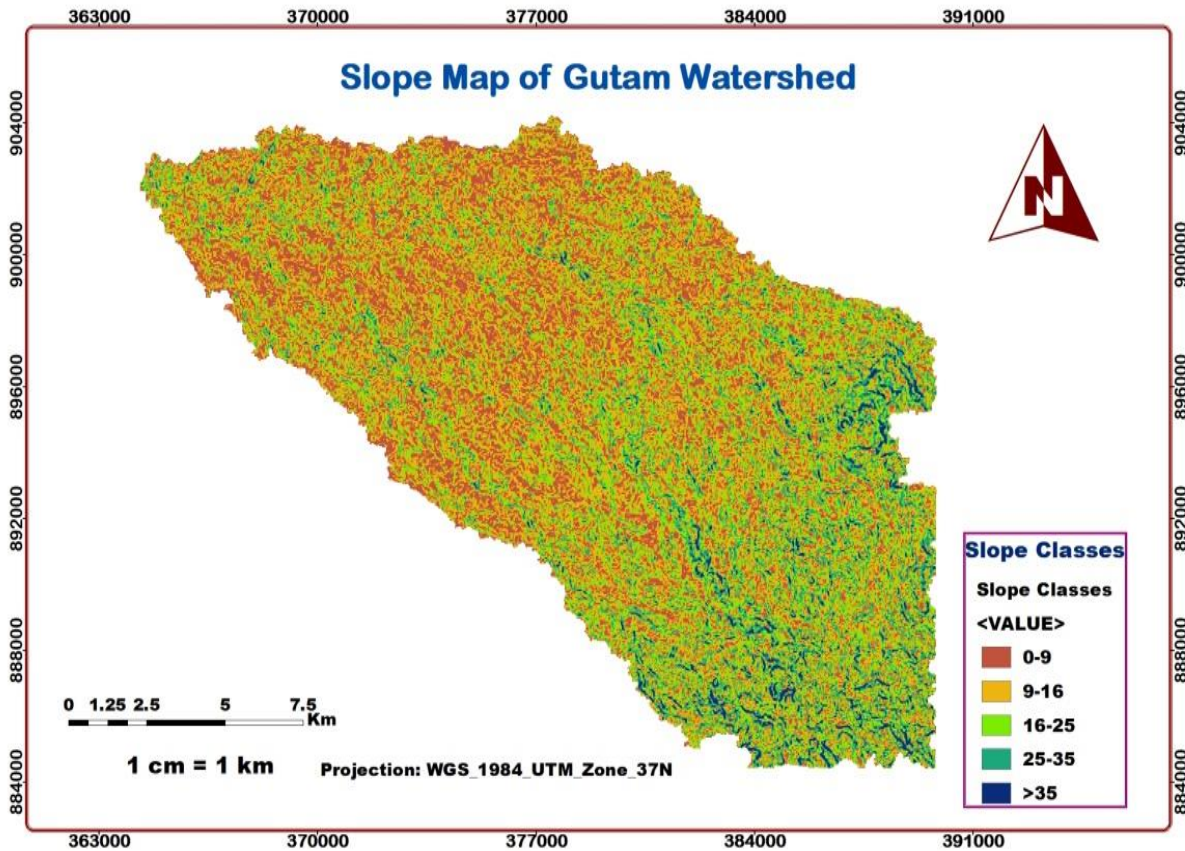 363000 370000 377000 384000 391000
Slope Map of Gutam Watershed
904000 904000
N
900000 900000
896000 896000
892000 892000
Slope Classes
Slope Classes
<VALUE>
0-9
9-16
16-25
25-35
>35
888000 888000
0 1.25 2.5 5 7.5
Km
1 cm = 1 km
Projection: WGS_1984_UTM_Zone_37N
884000 884000
363000 370000 377000 384000 391000